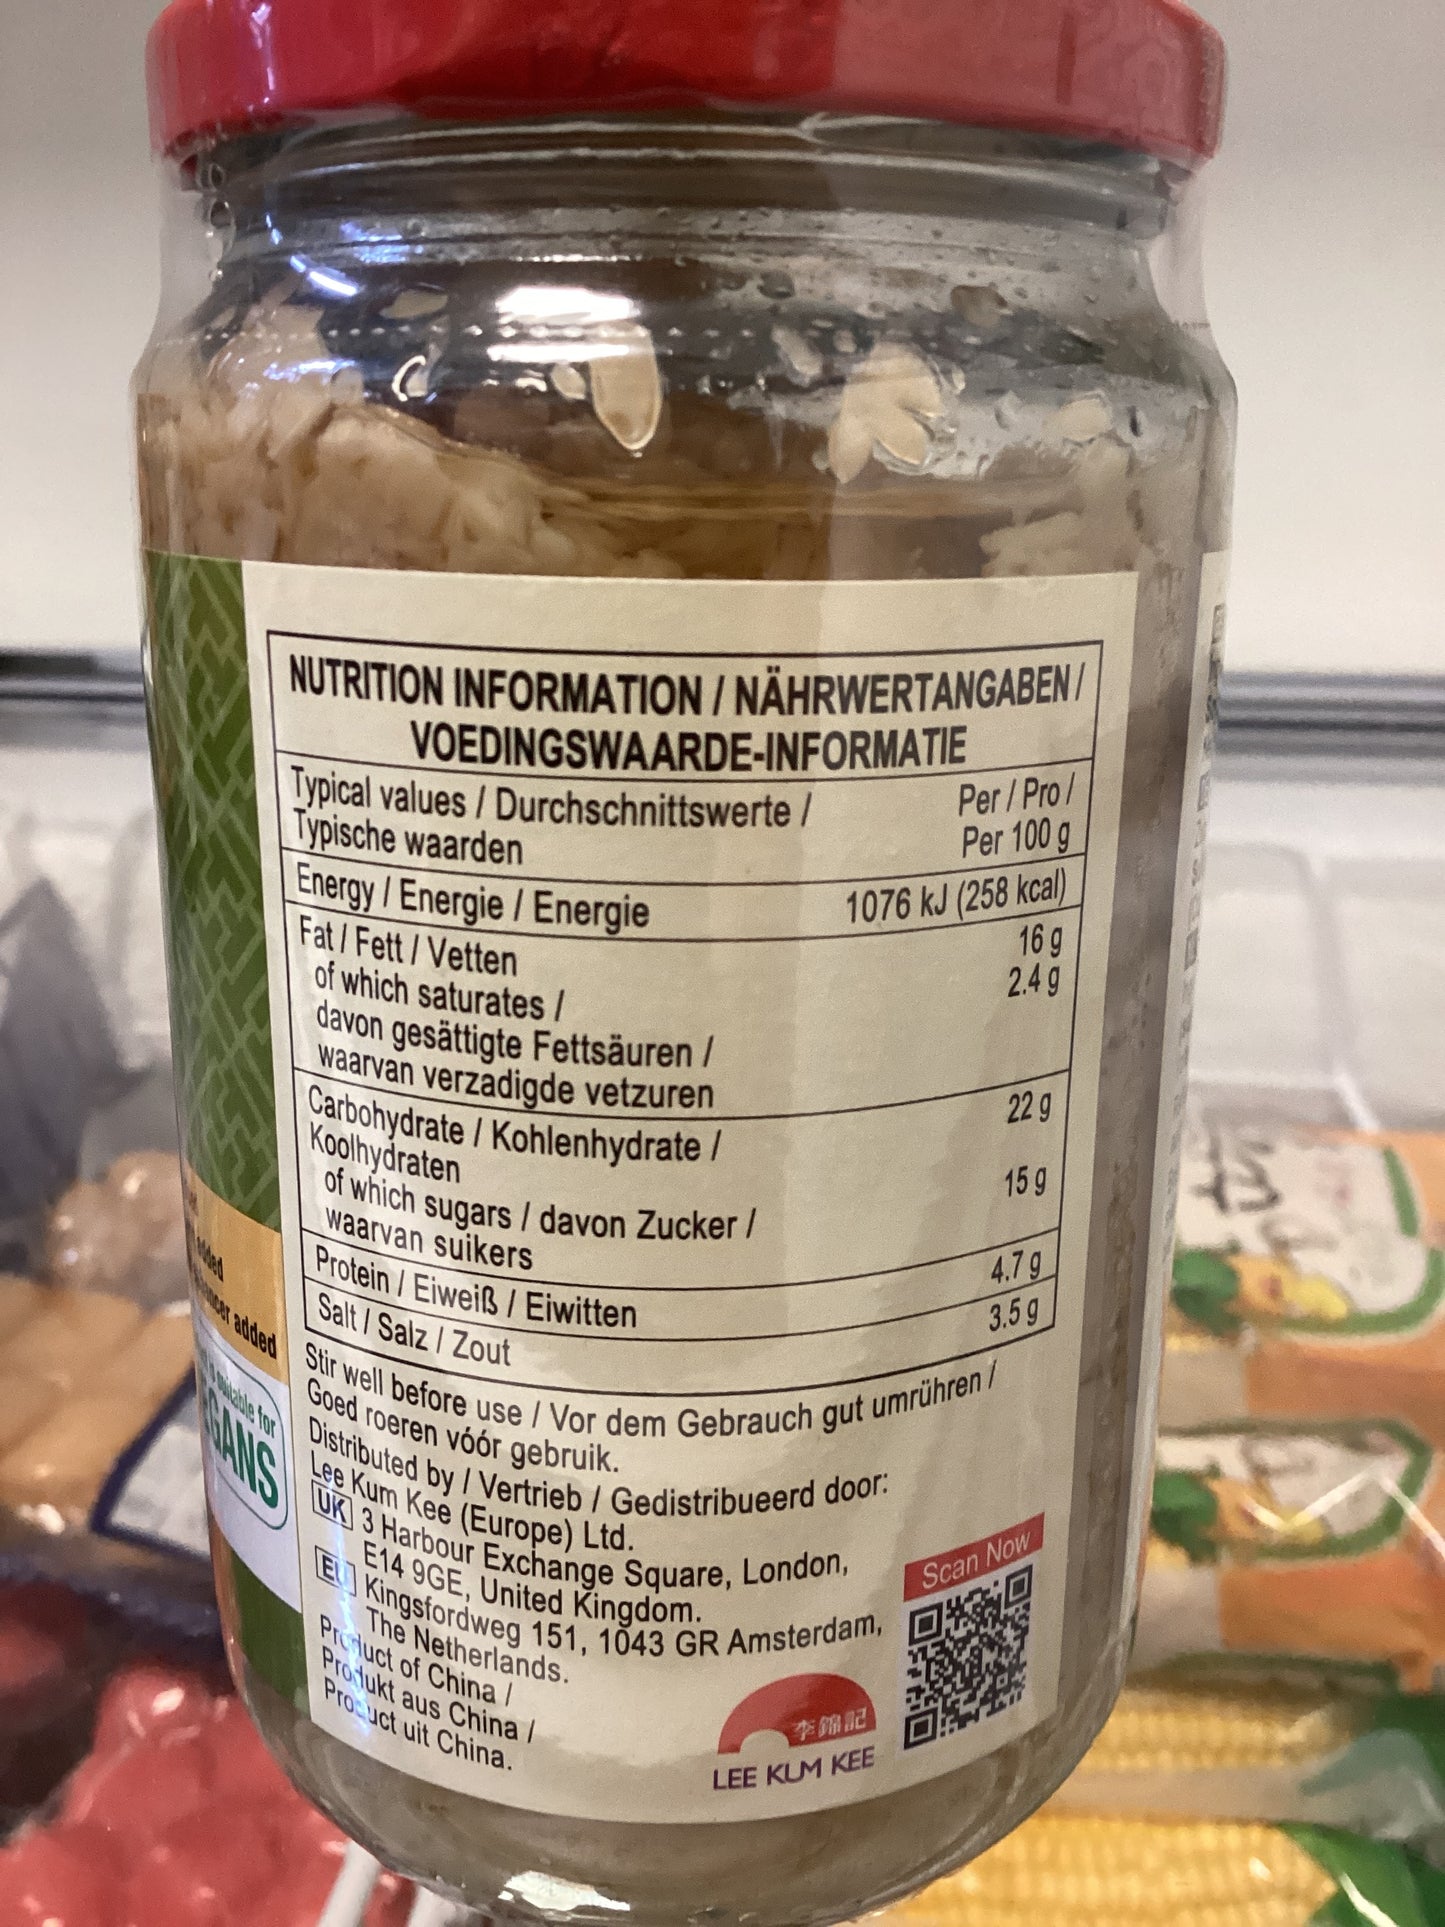 NUTRITION INFORMATION / NÄHRWERTANGABEN /
VOEDINGSWAARDE-INFORMATIE
Typical values / Durchschnittswerte / Per / Pro /
Typische waarden Per 100 g
Energy / Energie / Energie 1076 kJ (258 kcal)
Fat / Fett / Vetten 16 g
of which saturates / 2.4 g
davon gesättigte Fettsäuren /
waarvan verzadigde vetzuren
Carbohydrate / Kohlenhydrate / 22 g
Koolhydraten
of which sugars / davon Zucker / 15 g
waarvan suikers
Protein / Eiweiß / Eiwitten 4.7 g
Salt / Salz / Zout 3.5 g
Stir well before use / Vor dem Gebrauch gut umrühren /
Goed roeren vóór gebruik.
Distributed by / Vertrieb / Gedistribueerd door:
Lee Kum Kee (Europe) Ltd.
UK 3 Harbour Exchange Square, London,
E14 9GE, United Kingdom.
EU Kingsfordweg 151, 1043 GR Amsterdam,
The Netherlands.
Product of China /
Produkt aus China /
Product uit China.
Scan Now
李錦記
LEE KUM KEE
added
added
suitable for